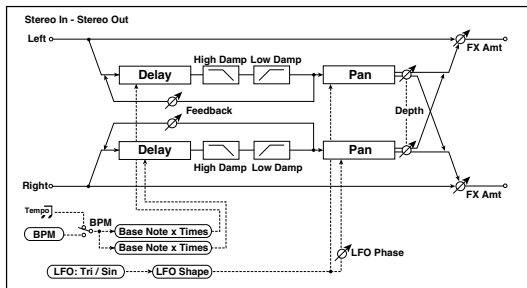 Stereo In - Stereo Out
Left
FX Amt
High Damp Low Damp
Delay
Pan
Feedback
Depth
Delay
Pan
High Damp Low Damp
Right
FX Amt
Tempo
BPM
BPM
Base Note x Times
Base Note x Times
LFO Phase
LFO: Tri / Sin
LFO Shape